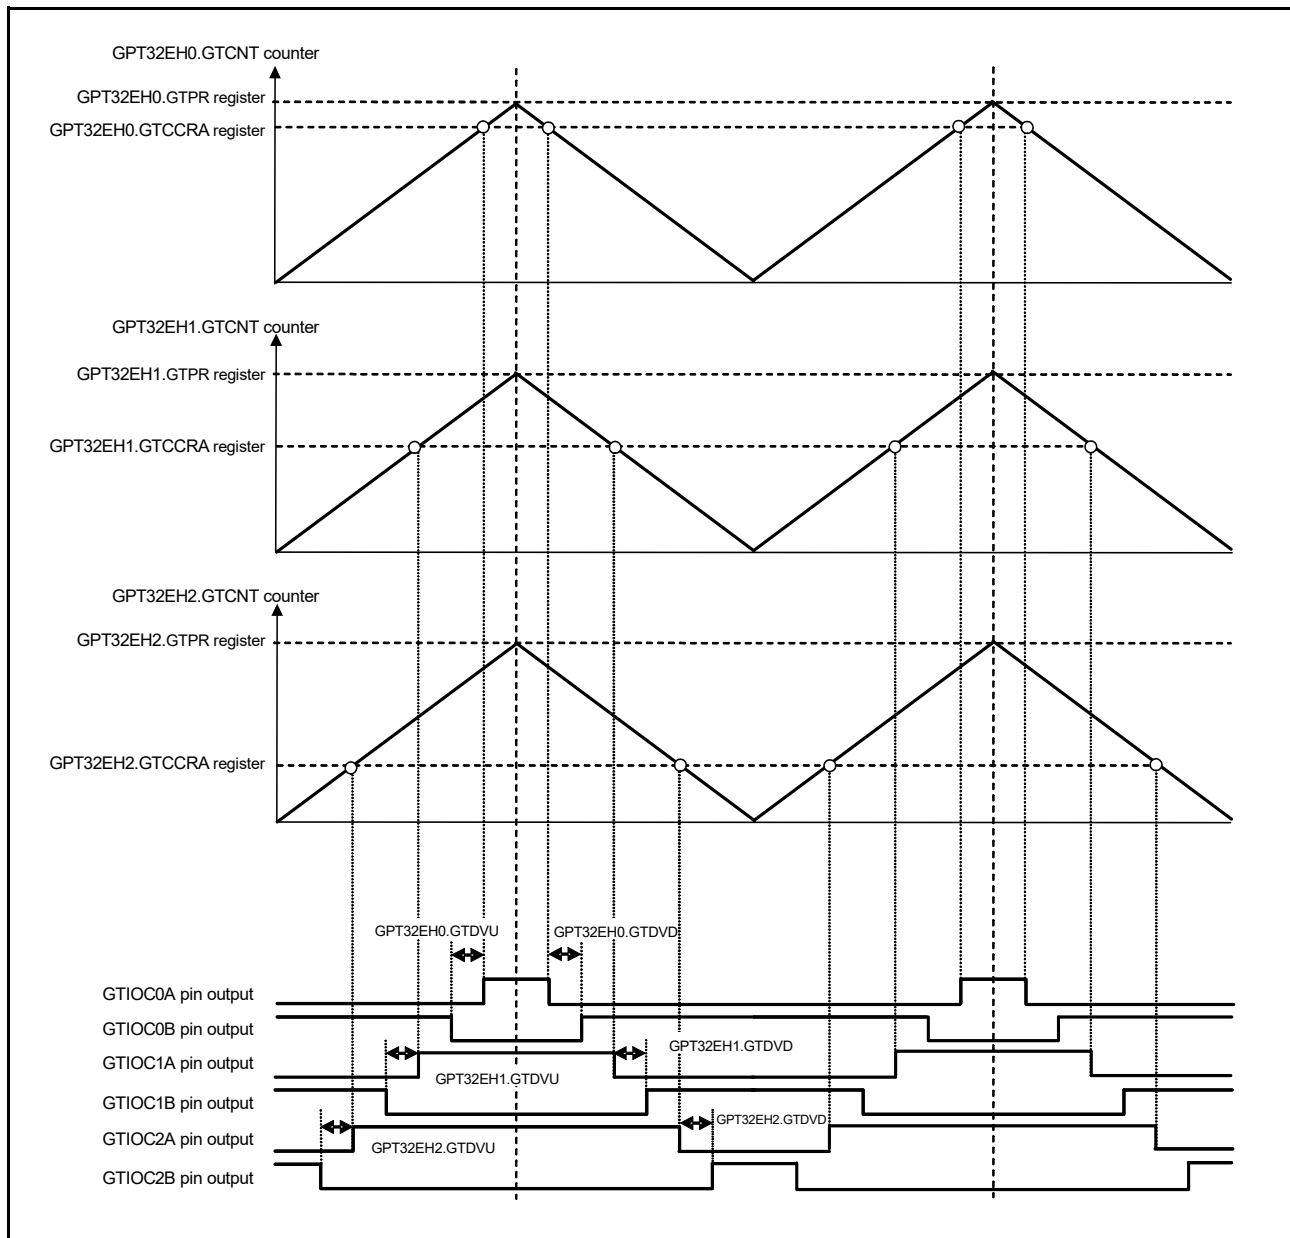 GPT32EH0.GTCNT counter
GPT32EH0.GTPR register
GPT32EH0.GTCCRA register
GPT32EH1.GTCNT counter
GPT32EH1.GTPR register
GPT32EH1.GTCCRA register
GPT32EH2.GTCNT counter
GPT32EH2.GTPR register
GPT32EH2.GTCCRA register
GPT32EH0.GTDVU
GPT32EH0.GTDVD
GTIOC0A pin output
GTIOC0B pin output
GPT32EH1.GTDVD
GTIOC1A pin output
GPT32EH1.GTDVU
GTIOC1B pin output
GPT32EH2.GTDVD
GTIOC2A pin output
GPT32EH2.GTDVU
GTIOC2B pin output